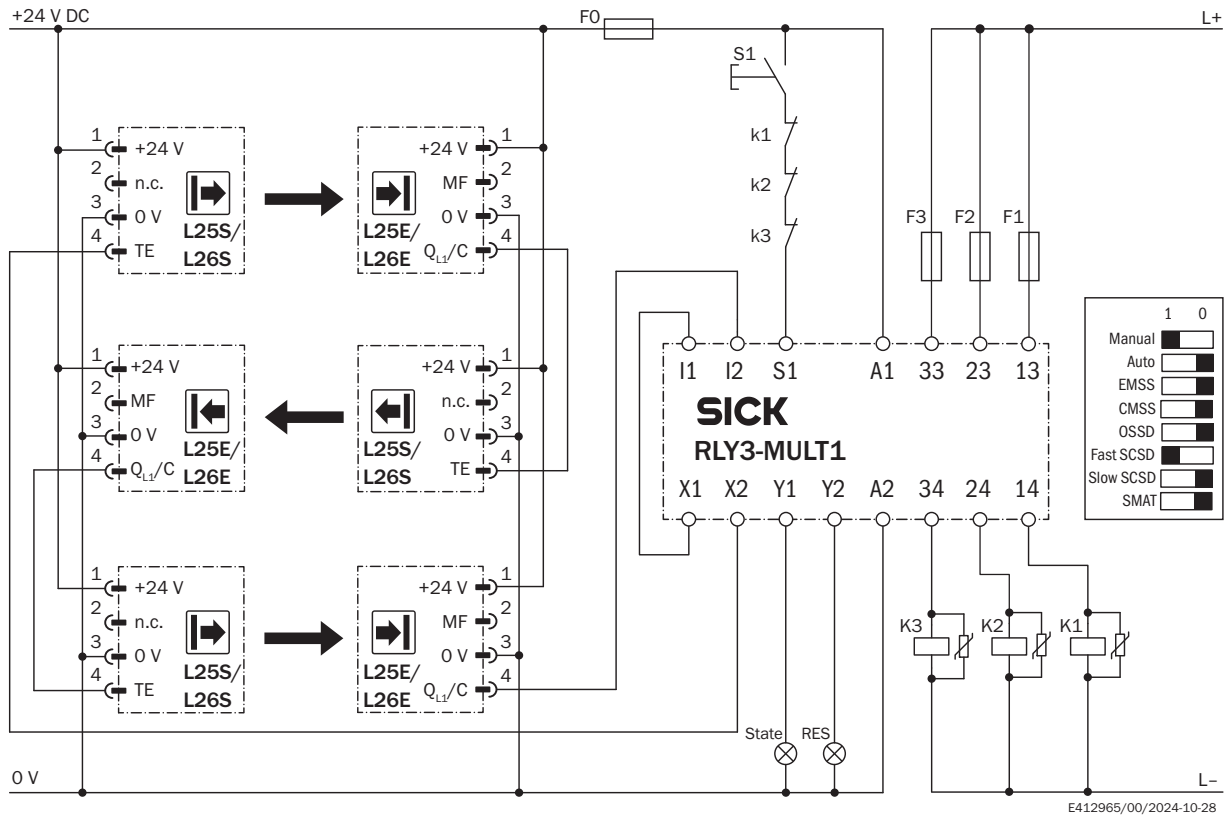 +24 V DC
F0
L+
S1
k1
k2
k3
F3 F2 F1
1 +24 V
2 n.c.
3 0 V
4 TE
L25S/
L26S
+24 V 1
MF 2
0 V 3
QL1/C 4
L25E/
L26E
1 +24 V
2 MF
3 0 V
4 QL1/C
L25E/
L26E
+24 V 1
n.c. 2
0 V 3
TE 4
L25S/
L26S
1 +24 V
2 n.c.
3 0 V
4 TE
L25S/
L26S
+24 V 1
MF 2
0 V 3
QL1/C 4
L25E/
L26E
I1 I2 S1 A1 33 23 13
SICK
RLY3-MULT1
X1 X2 Y1 Y2 A2 34 24 14
1 0
Manual
Auto
EMSS
CMSS
OSSD
Fast SCSD
Slow SCSD
SMAT
K3 K2 K1
State RES
0 V
L–
E412965/00/2024-10-28